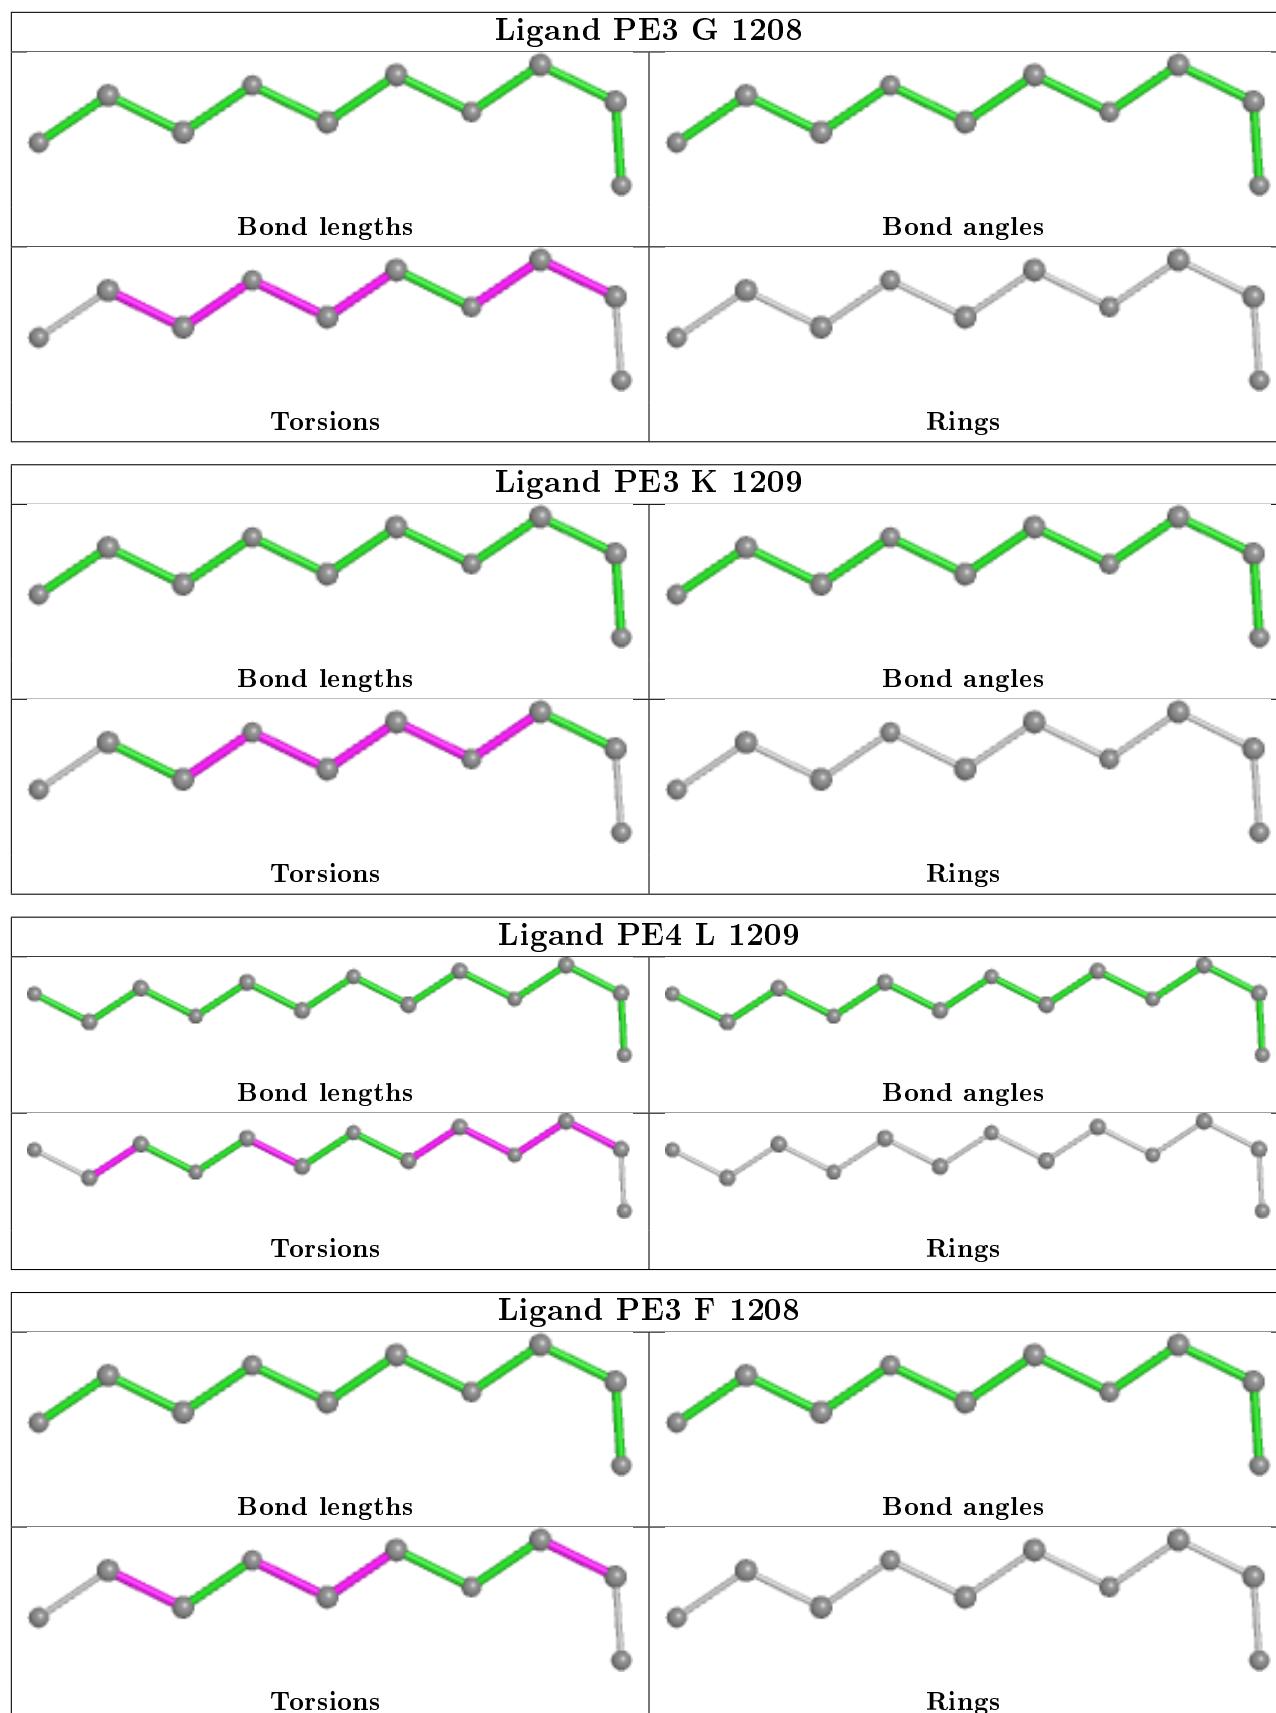 Ligand PE3 G 1208
Bond lengths
Bond angles
Torsions
Rings
Ligand PE3 K 1209
Bond lengths
Bond angles
Torsions
Rings
Ligand PE4 L 1209
Bond lengths
Bond angles
Torsions
Rings
Ligand PE3 F 1208
Bond lengths
Bond angles
Torsions
Rings